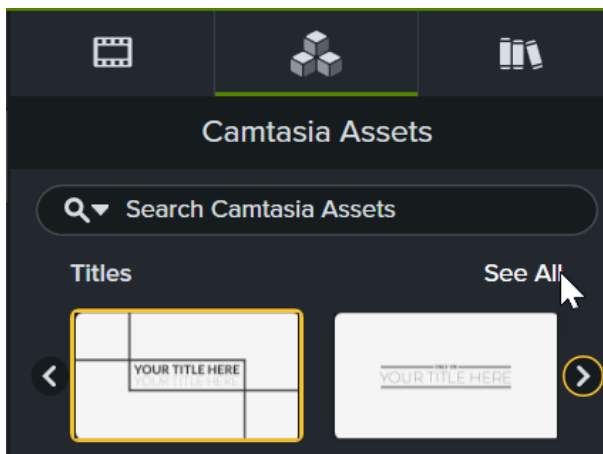 Camtasia Assets
Search Camtasia Assets
Titles See All
YOUR TITLE HERE
YOUR TITLE HERE
YOUR TITLE HERE